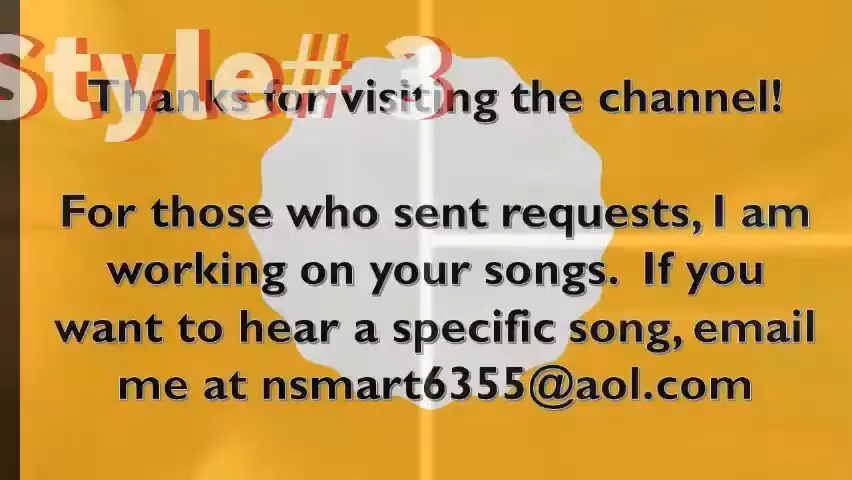 Style# 3
Thanks for visiting the channel!
For those who sent requests, I am
working on your songs.  If you
want to hear a specific song, email
me at nsmart6355@aol.com